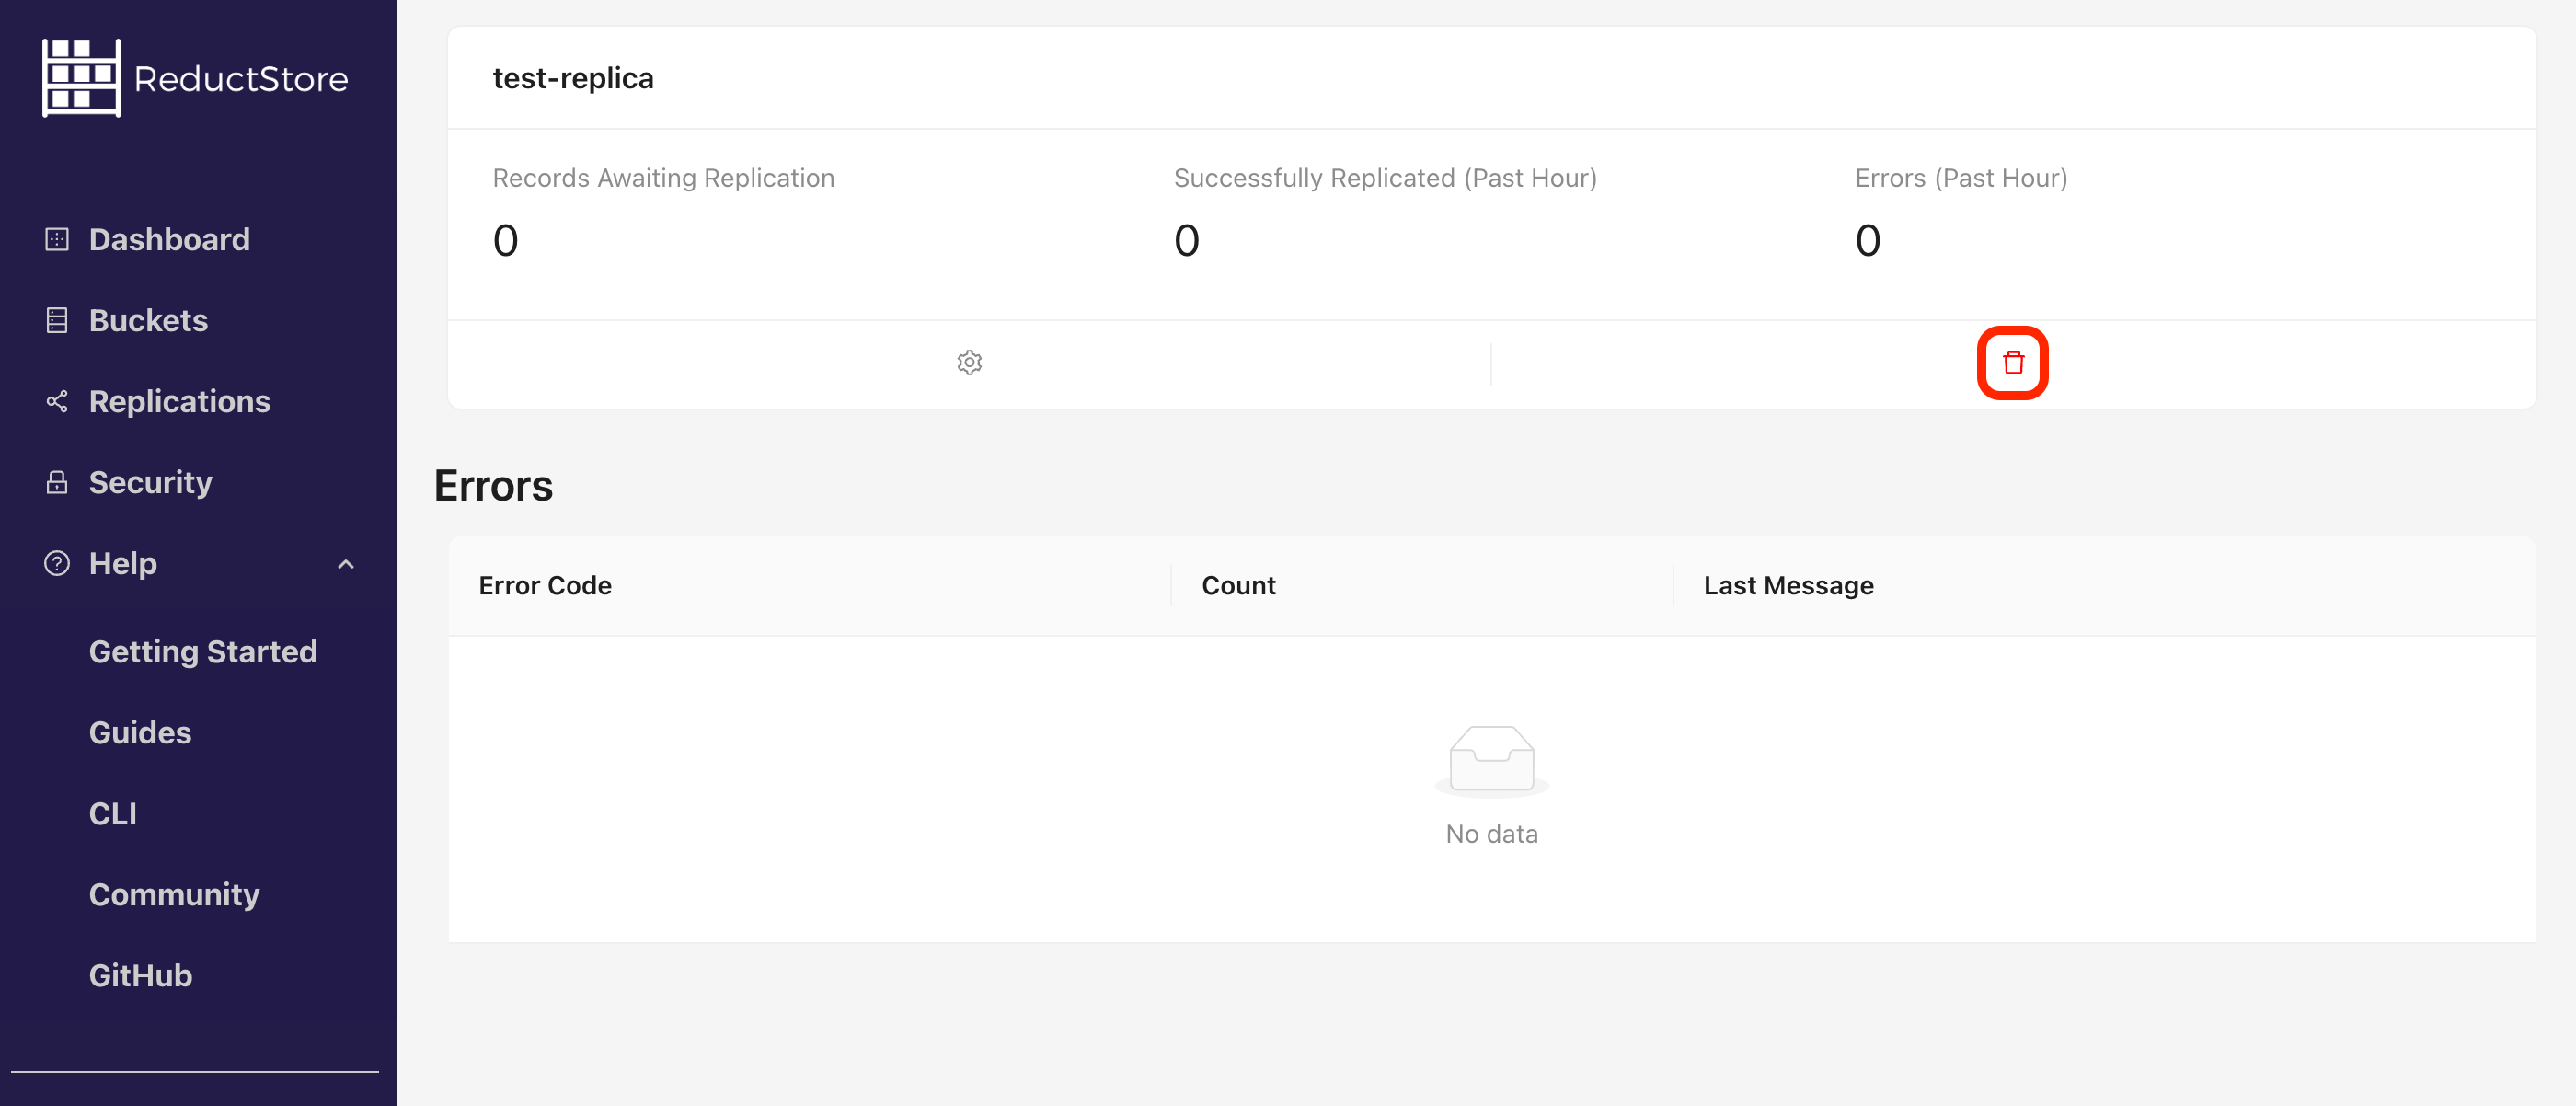 ReductStore
Dashboard
Buckets
Replications
Security
Help
Getting Started
Guides
CLI
Community
GitHub
test-replica
Records Awaiting Replication
0
Successfully Replicated (Past Hour)
0
Errors (Past Hour)
0
Errors
Error Code
Count
Last Message
No data